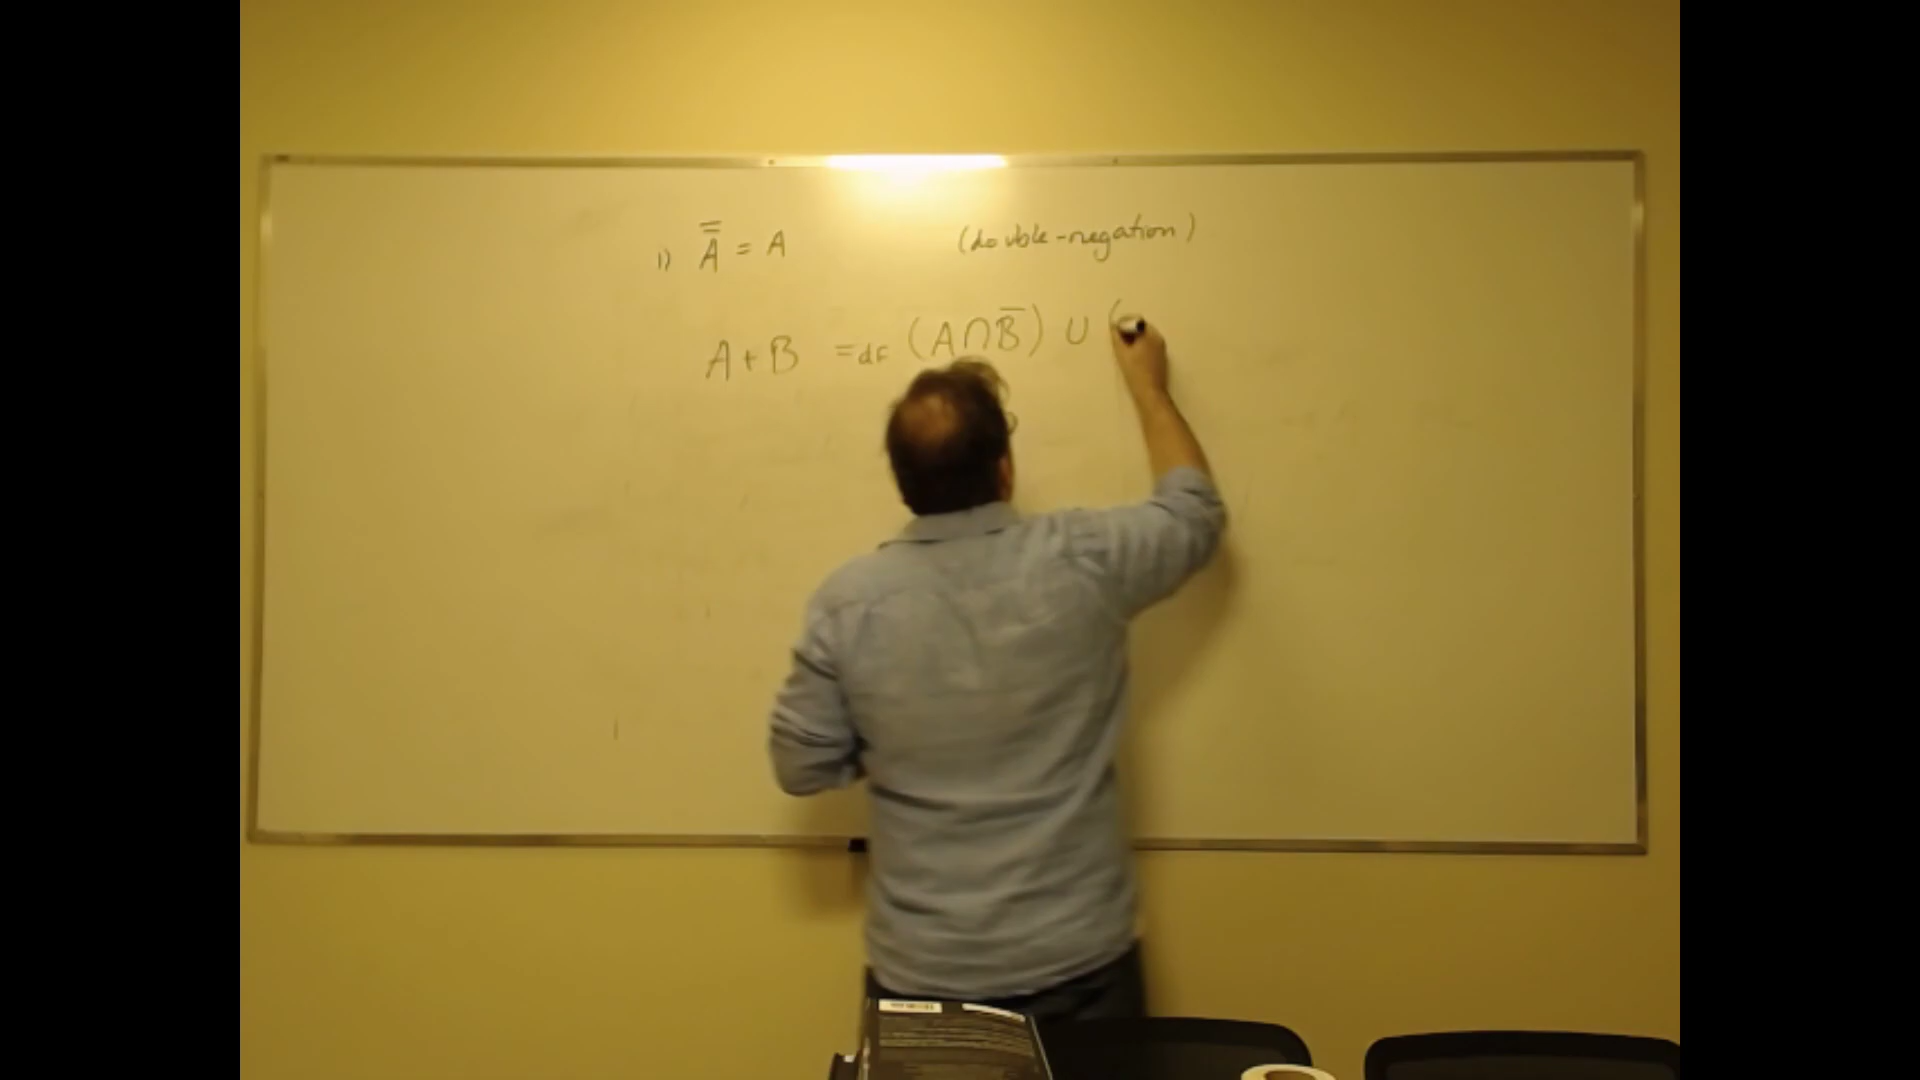 1) A̿ = A (double-negation)
A + B =df (A∩B̅) ∪ (